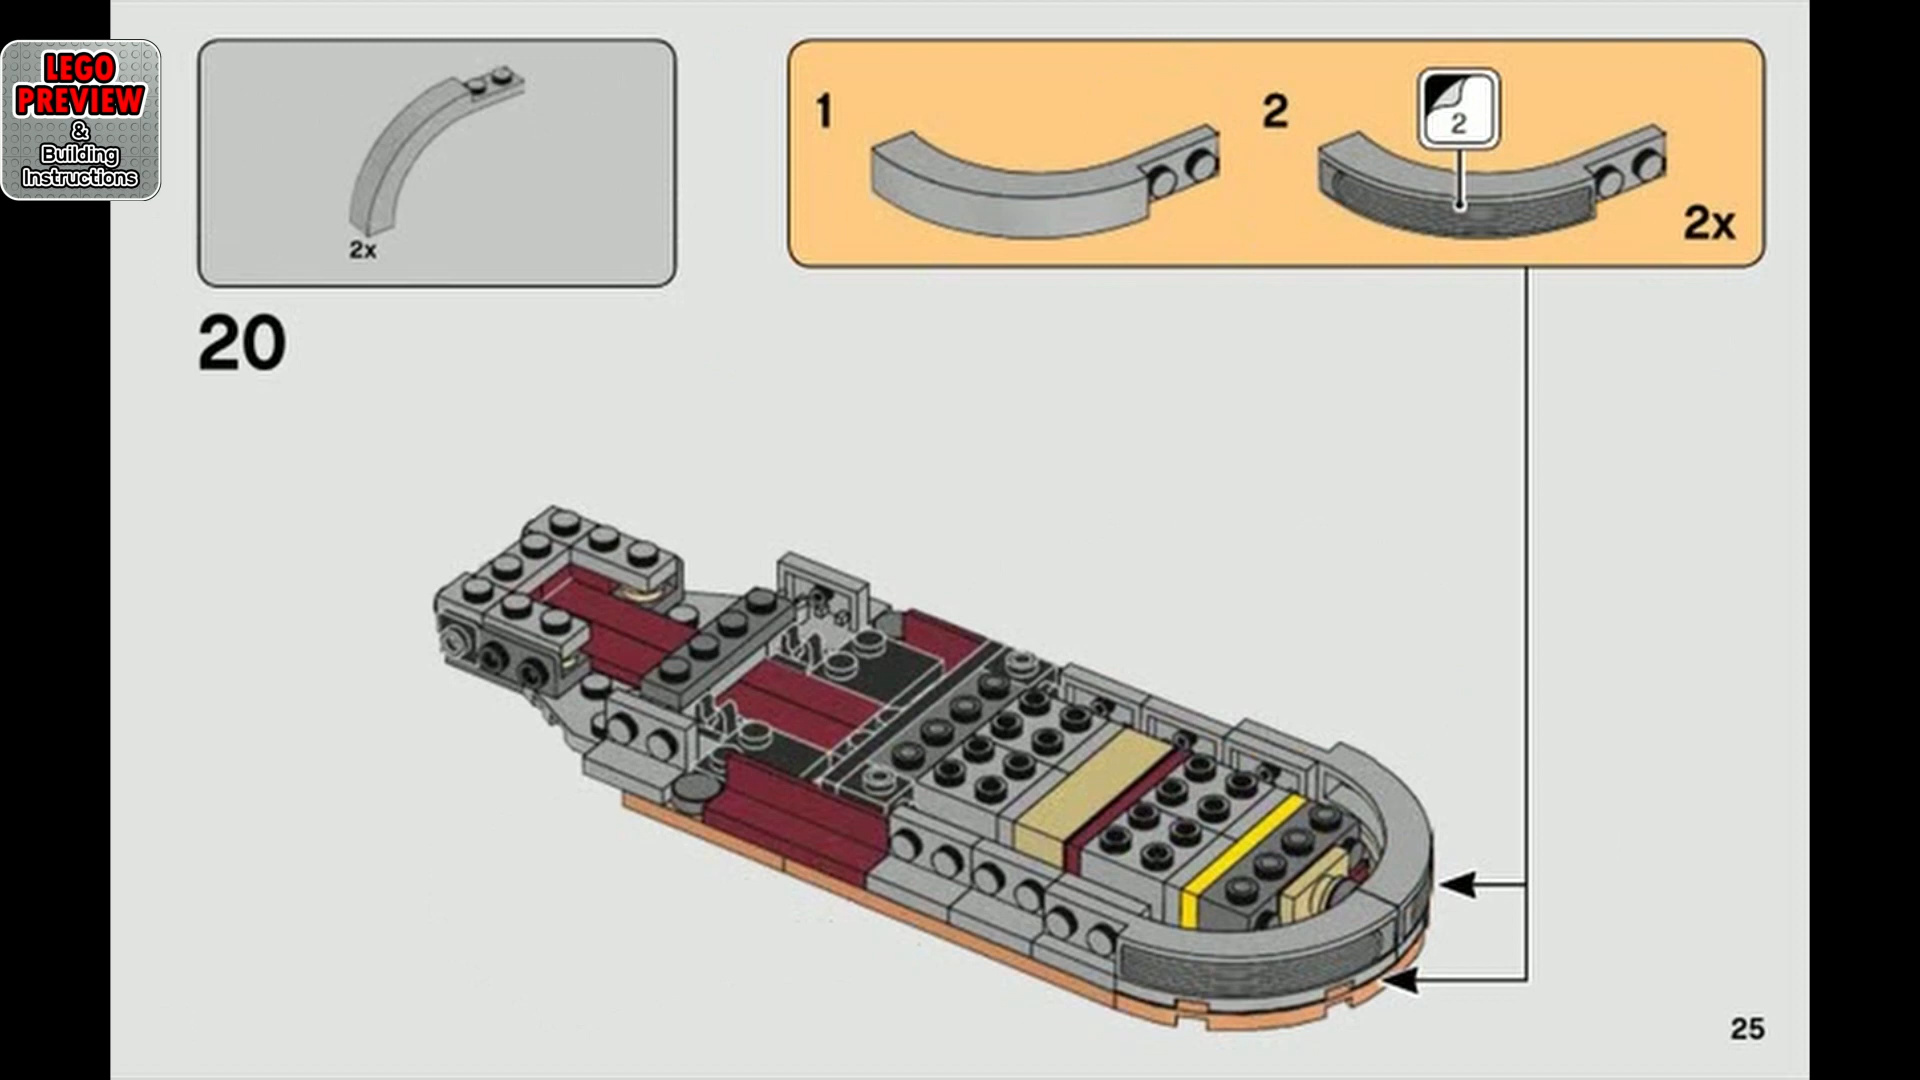 LEGO
PREVIEW
&
Building
Instructions
2x
1
2
2
2x
20
25